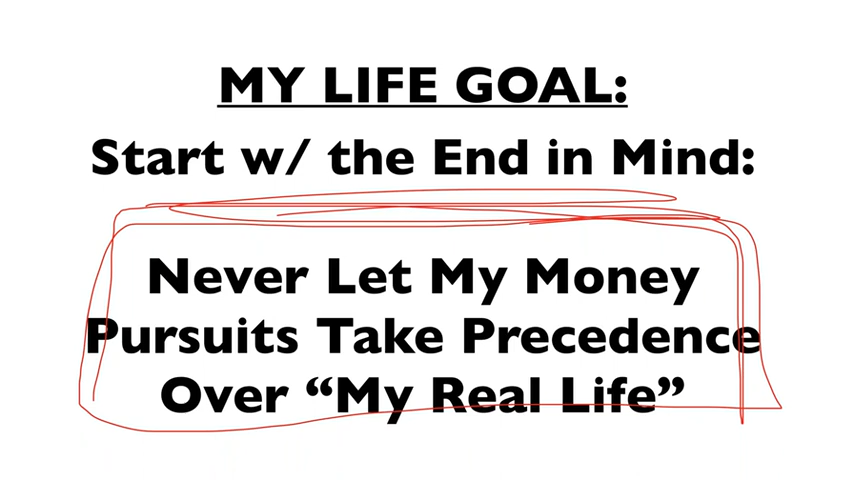 MY LIFE GOAL:
Start w/ the End in Mind:
Never Let My Money
Pursuits Take Precedence
Over “My Real Life”